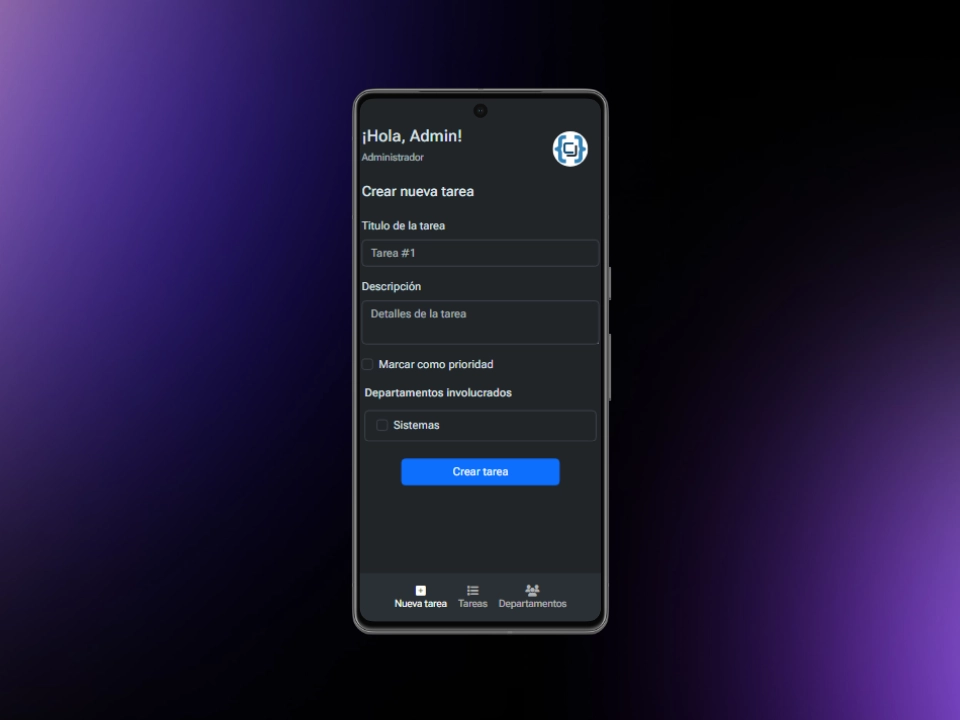 ¡Hola, Admin!
Administrador
Crear nueva tarea
Titulo de la tarea
Tarea #1
Descripción
Detalles de la tarea
Marcar como prioridad
Departamentos involucrados
Sistemas
Crear tarea
Nueva tarea Tareas Departamentos